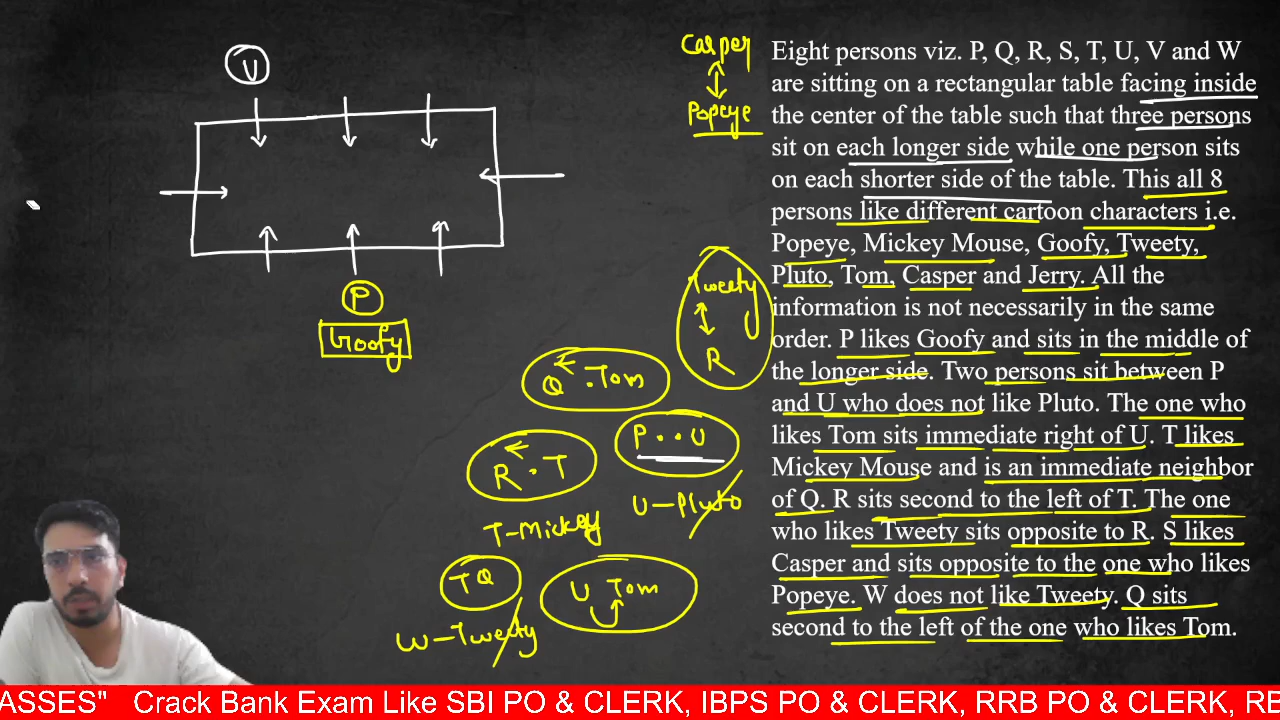 U
P
Goofy
Casper
Popeye
Tweety
R
Q . Tom
P . . U
R . T
U - Pluto
T - Mickey
T Q
U Tom
W - Tweety
Eight persons viz. P, Q, R, S, T, U, V and W
are sitting on a rectangular table facing inside
the center of the table such that three persons
sit on each longer side while one person sits
on each shorter side of the table. This all 8
persons like different cartoon characters i.e.
Popeye, Mickey Mouse, Goofy, Tweety,
Pluto, Tom, Casper and Jerry. All the
information is not necessarily in the same
order. P likes Goofy and sits in the middle of
the longer side. Two persons sit between P
and U who does not like Pluto. The one who
likes Tom sits immediate right of U. T likes
Mickey Mouse and is an immediate neighbor
of Q. R sits second to the left of T. The one
who likes Tweety sits opposite to R. S likes
Casper and sits opposite to the one who likes
Popeye. W does not like Tweety. Q sits
second to the left of the one who likes Tom.
ASSES" Crack Bank Exam Like SBI PO & CLERK, IBPS PO & CLERK, RRB PO & CLERK, RE